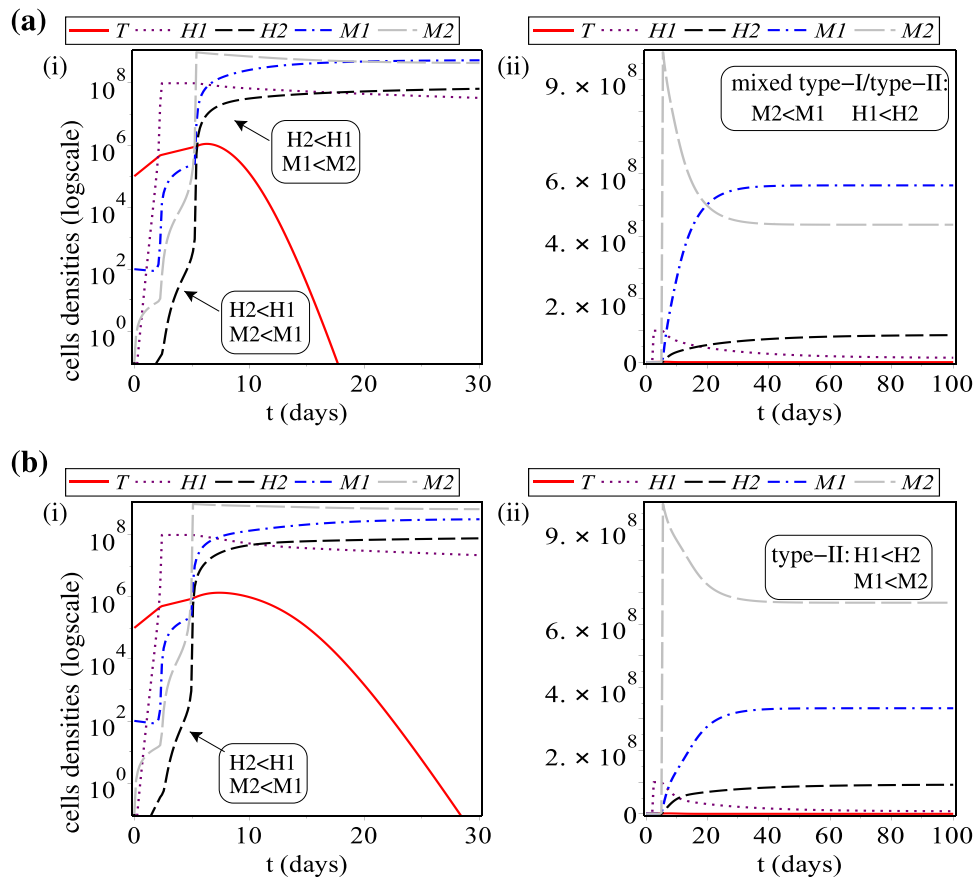 (a)
T H1 H2 M1 M2
(i)
cells densities (logscale)
10^8
10^6
10^4
10^2
10^0
H2<H1
M1<M2
H2<H1
M2<M1
0 10 20 30
t (days)
T H1 H2 M1 M2
(ii)
9. × 10^8
6. × 10^8
4. × 10^8
2. × 10^8
0
mixed type−I/type−II:
M2<M1 H1<H2
0 20 40 60 80 100
t (days)
(b)
T H1 H2 M1 M2
(i)
cells densities (logscale)
10^8
10^6
10^4
10^2
10^0
H2<H1
M2<M1
0 10 20 30
t (days)
T H1 H2 M1 M2
(ii)
9. × 10^8
7. × 10^8
4. × 10^8
2. × 10^8
0
type−II: H1<H2
M1<M2
0 20 40 60 80 100
t (days)